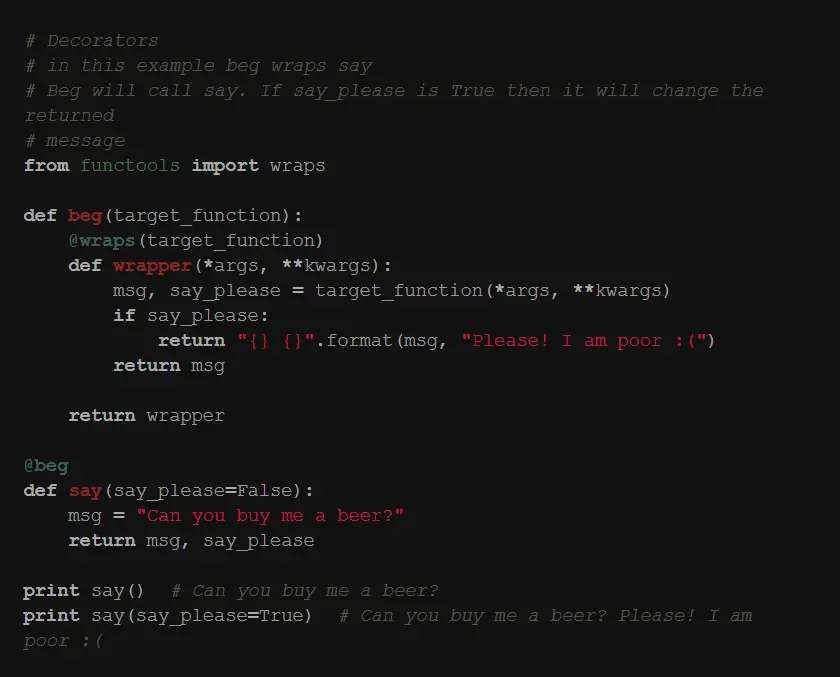 # Decorators
# in this example beg wraps say
# Beg will call say. If say_please is True then it will change the
returned
# message
from functools import wraps
def beg(target_function):
    @wraps(target_function)
    def wrapper(*args, **kwargs):
        msg, say_please = target_function(*args, **kwargs)
        if say_please:
            return "{} {}".format(msg, "Please! I am poor :(")
        return msg
    return wrapper
@beg
def say(say_please=False):
    msg = "Can you buy me a beer?"
    return msg, say_please
print say()  # Can you buy me a beer?
print say(say_please=True)  # Can you buy me a beer? Please! I am
poor :(